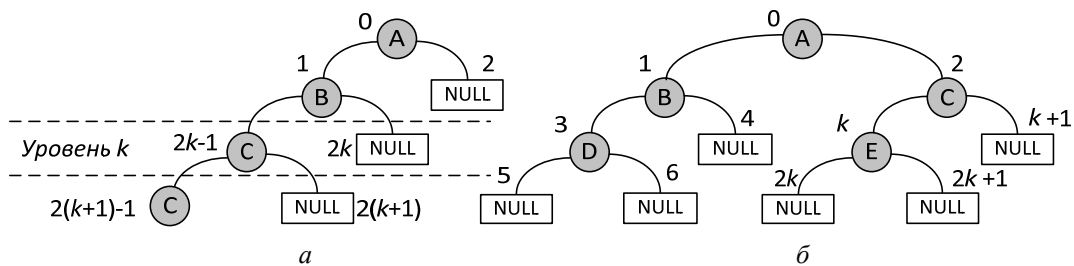 0 A 0 A
1 2 1 2
B NULL B C
NULL
Уровень k 2k-1 C 2k NULL 3 D 4 NULL k E k+1 NULL
5 6 2k 2k+1
2(k+1)-1 C NULL 2(k+1) NULL NULL NULL NULL
а б